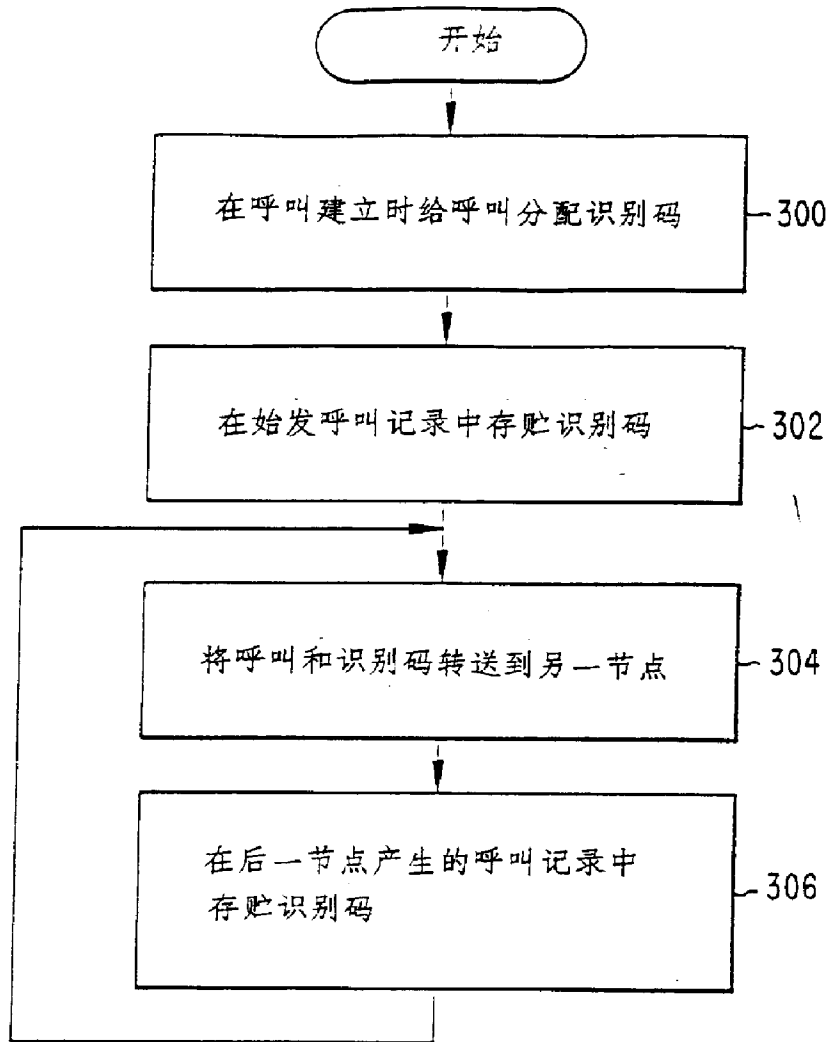 开始
在呼叫建立时给呼叫分配识别码
300
在始发呼叫记录中存贮识别码
302
将呼叫和识别码转送到另一节点
304
在后一节点产生的呼叫记录中
存贮识别码
306